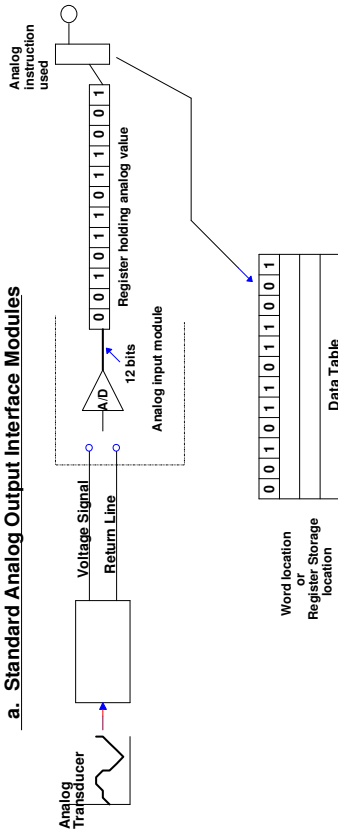 a. Standard Analog Output Interface Modules
Analog
Transducer
Voltage Signal
Return Line
A/D
12 bits
Analog input module
0 0 1 0 1 1 0 1 1 0 0 1
Register holding analog value
Analog
instruction
used
Word location
or
Register Storage
location
0 0 1 0 1 1 0 1 1 0 0 1
Data Table